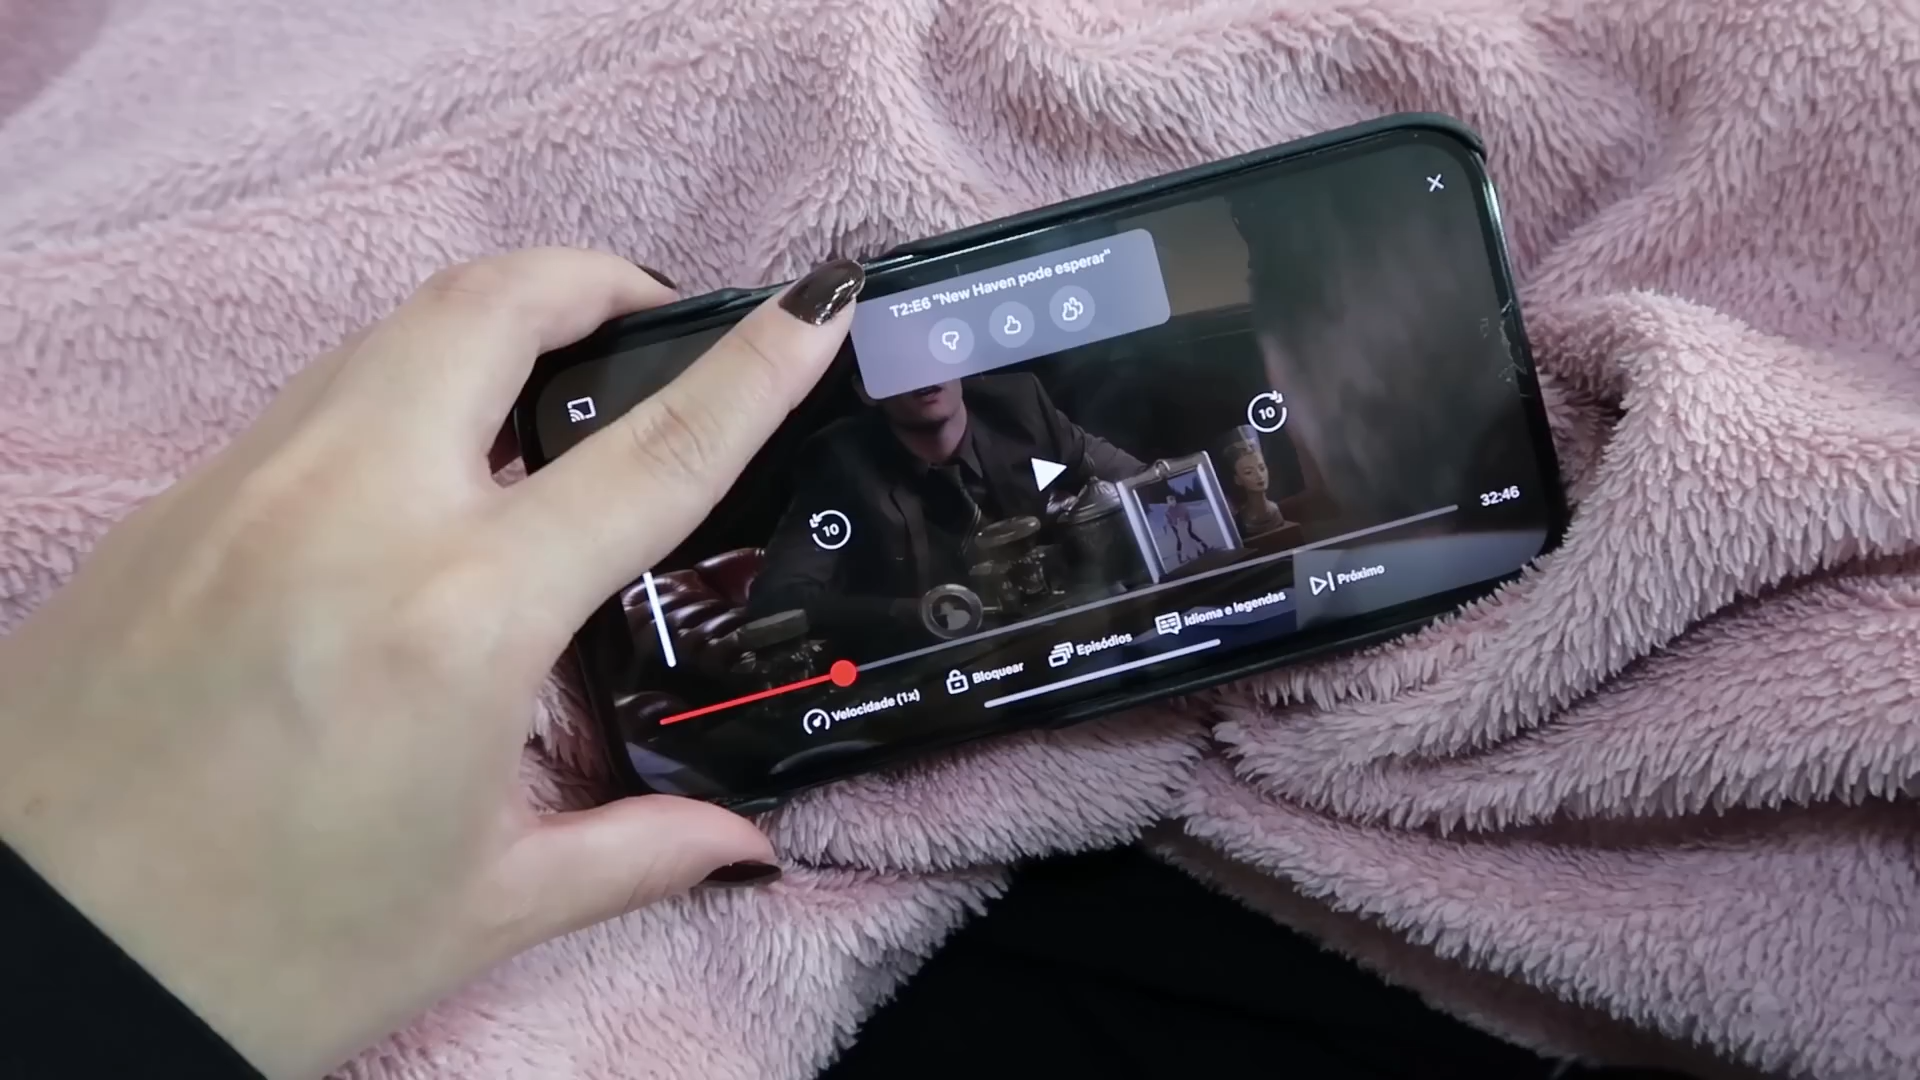 T2:E6 "New Haven pode esperar"
10
10
32:46
Velocidade (1x)
Bloquear
Episódios
Idioma e legendas
Próximo